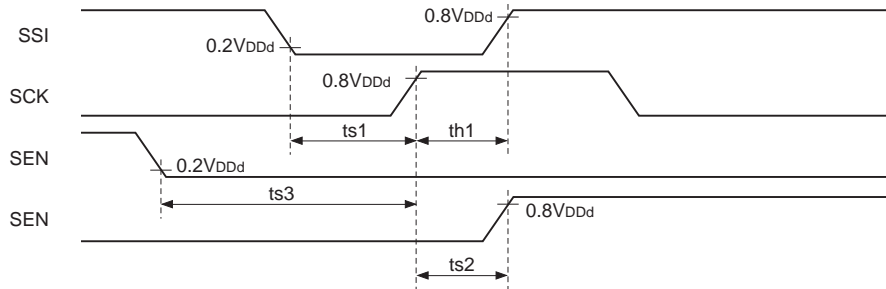 SSI
0.2VDDd
0.8VDDd
SCK
0.8VDDd
ts1
th1
SEN
0.2VDDd
ts3
SEN
0.8VDDd
ts2